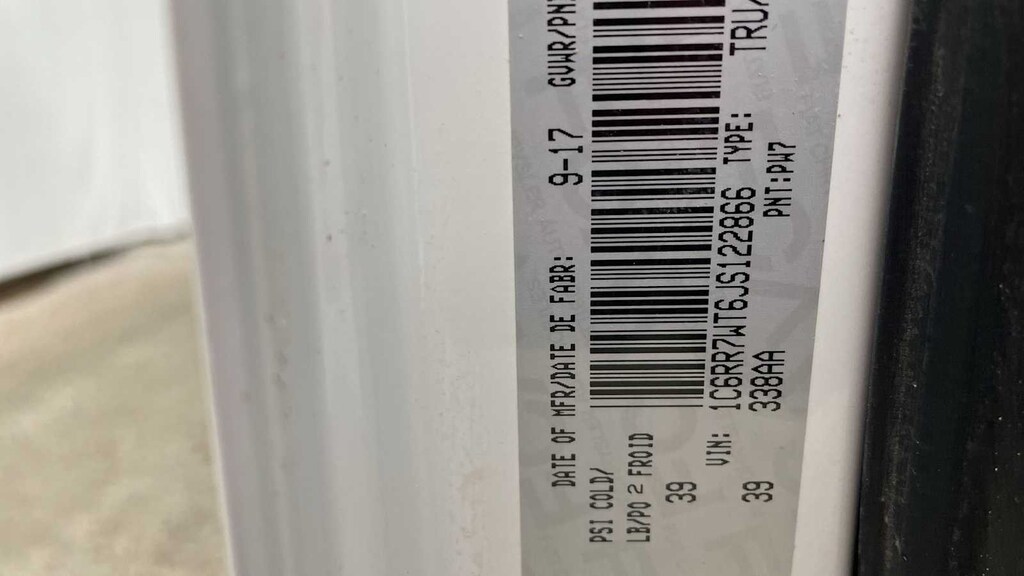 DATE OF MFR/DATE DE FABR: 9-17 GVWR/PN
PSI COLD/
LB/PO 2 FROID
39
VIN: 1C6RR7WT6JS122866 TYPE: TRU
39 338AA PNT:PW7